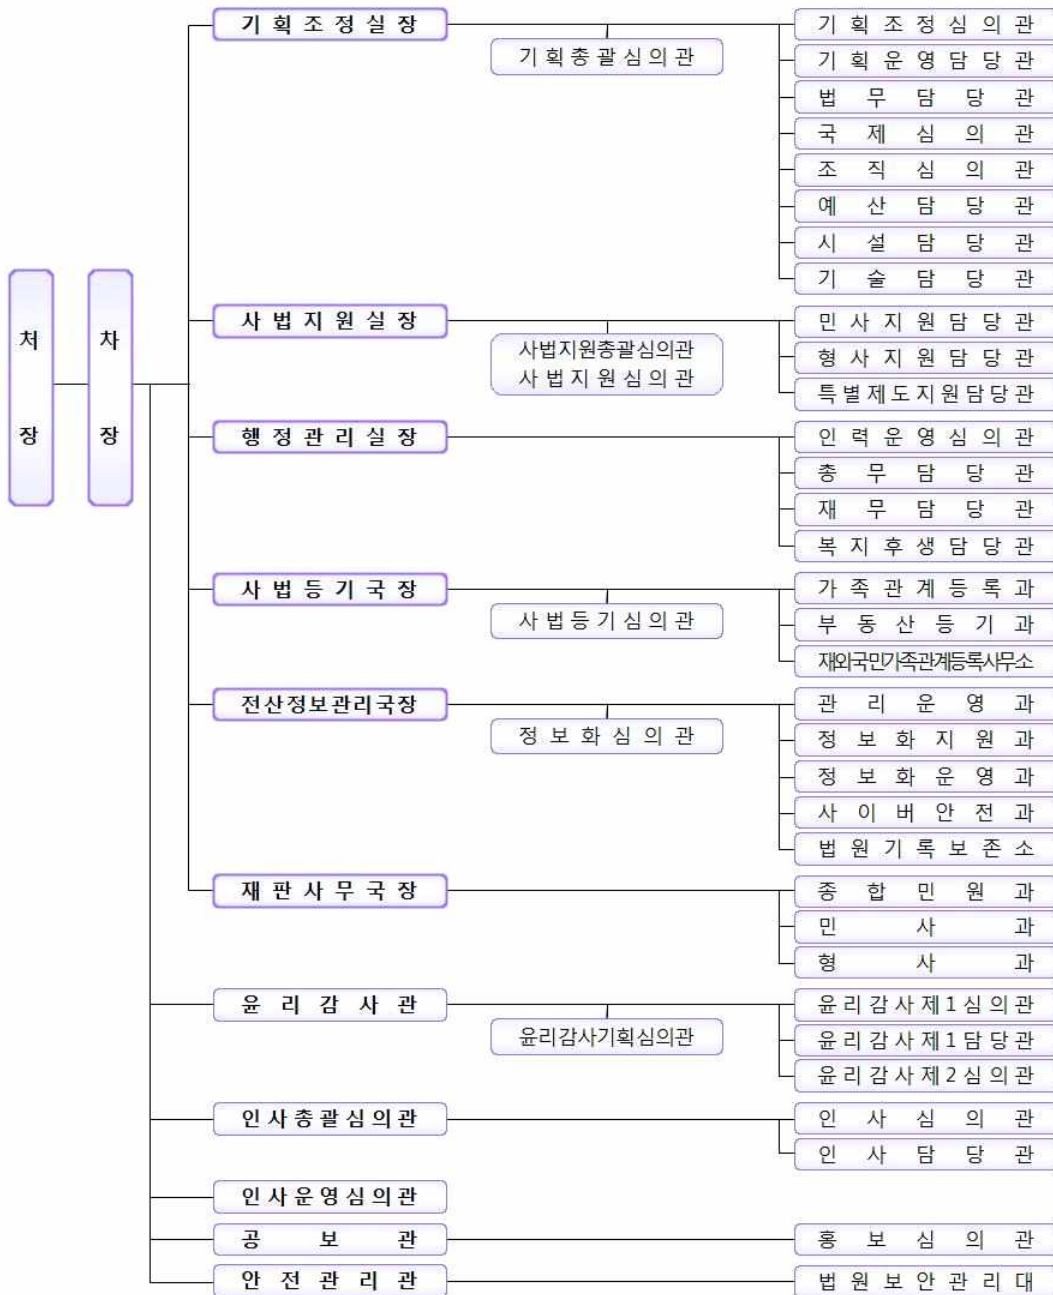 처장
차장
기획조정실장
기획총괄심의관
기획조정심의관
기획운영담당관
법무담당관
국제심의관
조직심의관
예산담당관
시설담당관
기술담당관
사법지원실장
사법지원총괄심의관
사법지원심의관
민사지원담당관
형사지원담당관
특별제도지원담당관
행정관리실장
인력운영심의관
총무담당관
재무담당관
복지후생담당관
사법등기국장
사법등기심의관
가족관계등록과
부동산등기과
재외국민가족관계등록사무소
전산정보관리국장
정보화심의관
관리운영과
정보화지원과
정보화운영과
사이버안전과
법원기록보존소
재판사무국장
종합민원과
민사과
형사과
윤리감사관
윤리감사기획심의관
윤리감사제1심의관
윤리감사제1담당관
윤리감사제2심의관
인사총괄심의관
인사심의관
인사담당관
인사운영심의관
공보관
홍보심의관
안전관리관
법원보안관리대